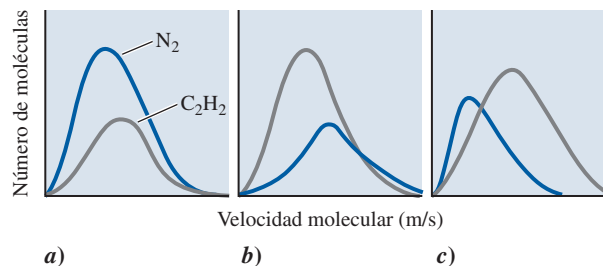 Número de moléculas
N₂
C₂H₂
Velocidad molecular (m/s)
a) b) c)